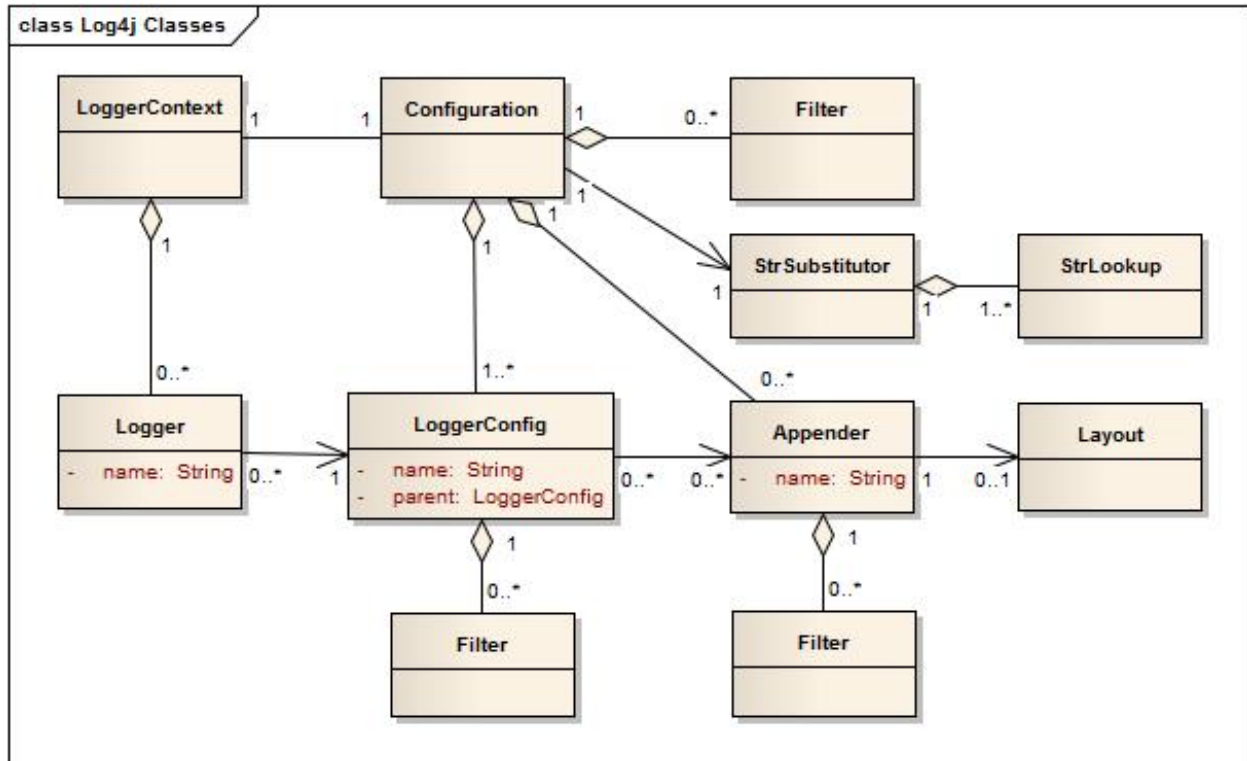 class Log4j Classes
LoggerContext
1
1
Configuration
1
0..*
Filter
1
1
1
1
StrSubstitutor
1
1
1..*
StrLookup
0..*
1..*
0..*
Logger
- name: String
0..*
1
LoggerConfig
- name: String
- parent: LoggerConfig
0..*
0..*
Appender
- name: String
1
0..1
Layout
1
0..*
Filter
1
0..*
Filter